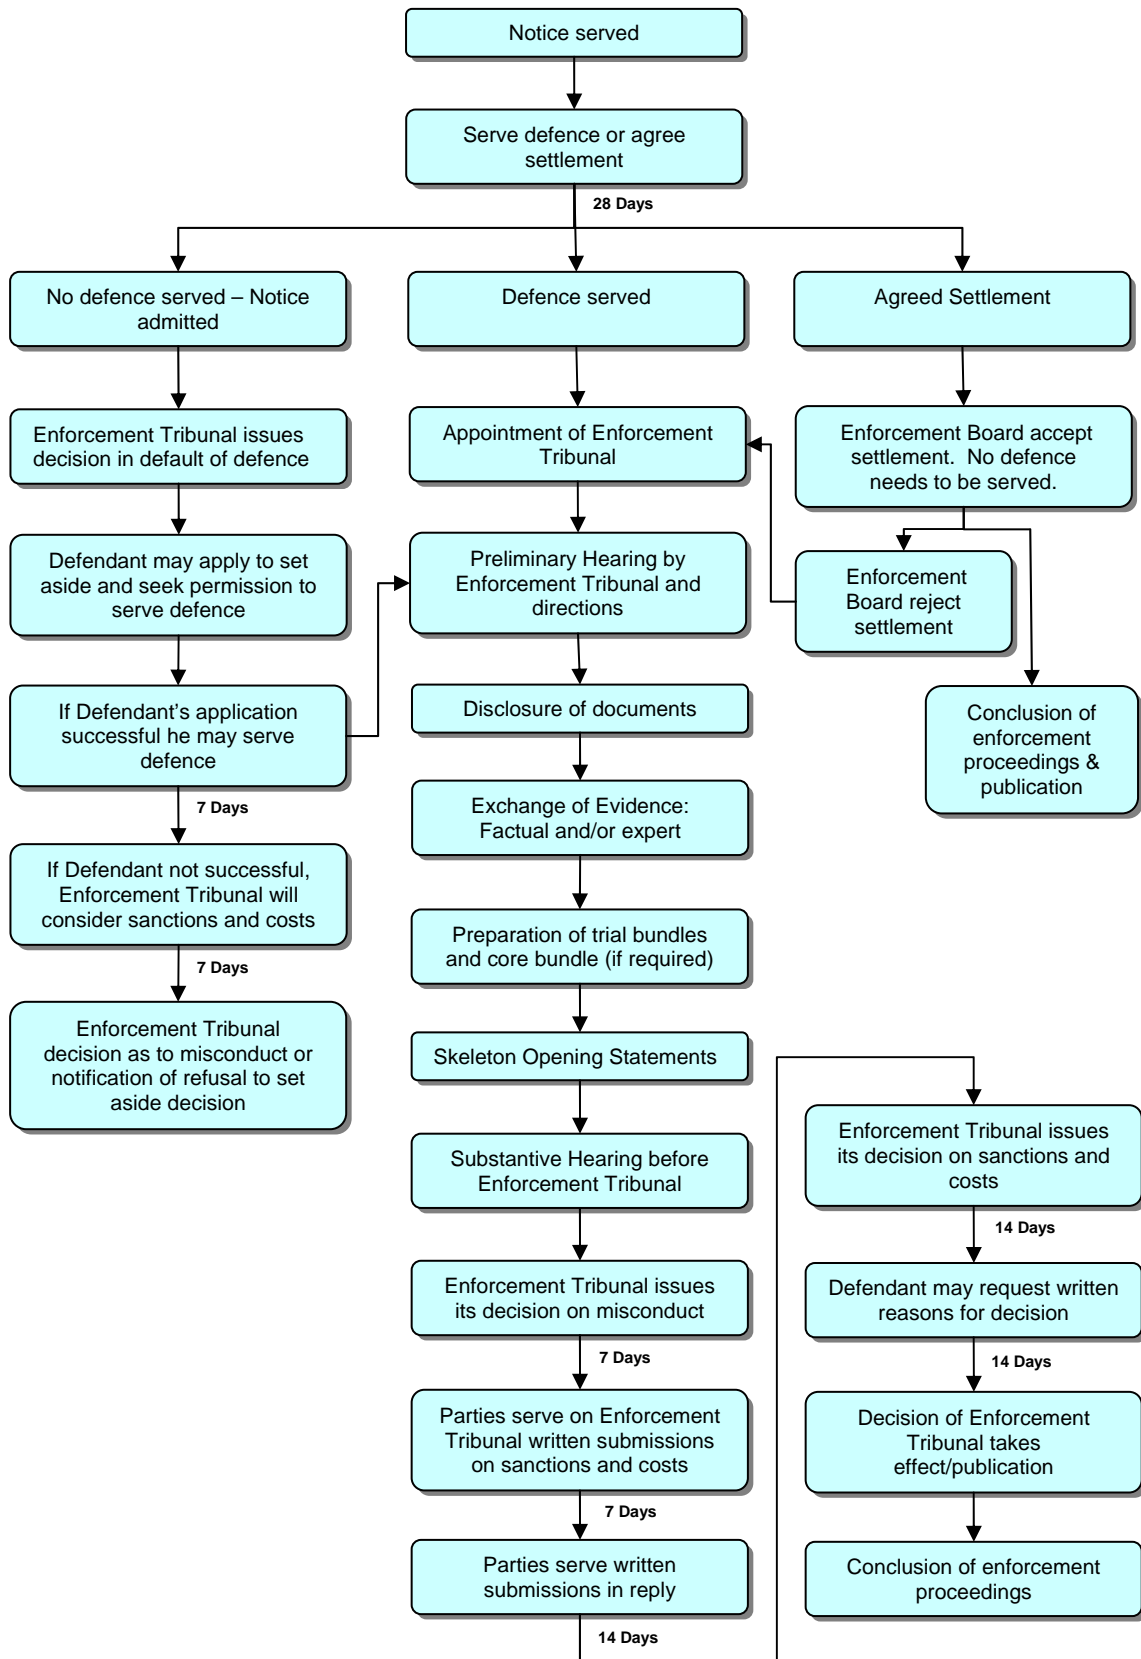 Notice served
Serve defence or agree
settlement
28 Days
No defence served – Notice
admitted
Defence served
Agreed Settlement
Enforcement Tribunal issues
decision in default of defence
Appointment of Enforcement
Tribunal
Enforcement Board accept
settlement.  No defence
needs to be served.
Defendant may apply to set
aside and seek permission to
serve defence
Preliminary Hearing by
Enforcement Tribunal and
directions
Enforcement
Board reject
settlement
If Defendant’s application
successful he may serve
defence
Disclosure of documents
Conclusion of
enforcement
proceedings &
publication
7 Days
Exchange of Evidence:
Factual and/or expert
If Defendant not successful,
Enforcement Tribunal will
consider sanctions and costs
Preparation of trial bundles
and core bundle (if required)
7 Days
Enforcement Tribunal
decision as to misconduct or
notification of refusal to set
aside decision
Skeleton Opening Statements
Substantive Hearing before
Enforcement Tribunal
Enforcement Tribunal issues
its decision on misconduct
7 Days
Parties serve on Enforcement
Tribunal written submissions
on sanctions and costs
7 Days
Parties serve written
submissions in reply
14 Days
Enforcement Tribunal issues
its decision on sanctions and
costs
14 Days
Defendant may request written
reasons for decision
14 Days
Decision of Enforcement
Tribunal takes
effect/publication
Conclusion of enforcement
proceedings